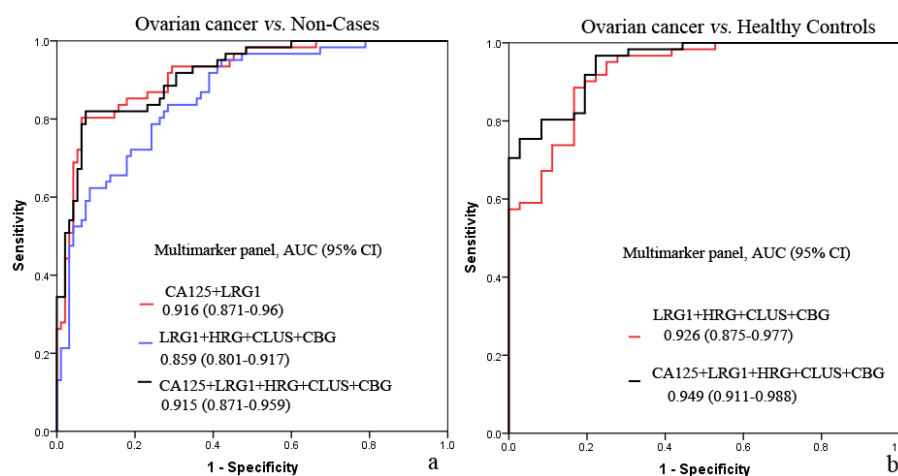 Ovarian cancer vs. Non-Cases
1.0
0.8
0.6
0.4
0.2
0.0
Sensitivity
Multimarker panel, AUC (95% CI)
CA125+LRG1
0.916 (0.871-0.96)
LRG1+HRG+CLUS+CBG
0.859 (0.801-0.917)
CA125+LRG1+HRG+CLUS+CBG
0.915 (0.871-0.959)
0.0 0.2 0.4 0.6 0.8 1.0
1 - Specificity
a
Ovarian cancer vs. Healthy Controls
1.0
0.8
0.6
0.4
0.2
0.0
Sensitivity
Multimarker panel, AUC (95% CI)
LRG1+HRG+CLUS+CBG
0.926 (0.875-0.977)
CA125+LRG1+HRG+CLUS+CBG
0.949 (0.911-0.988)
0.0 0.2 0.4 0.6 0.8 1.0
1 - Specificity
b